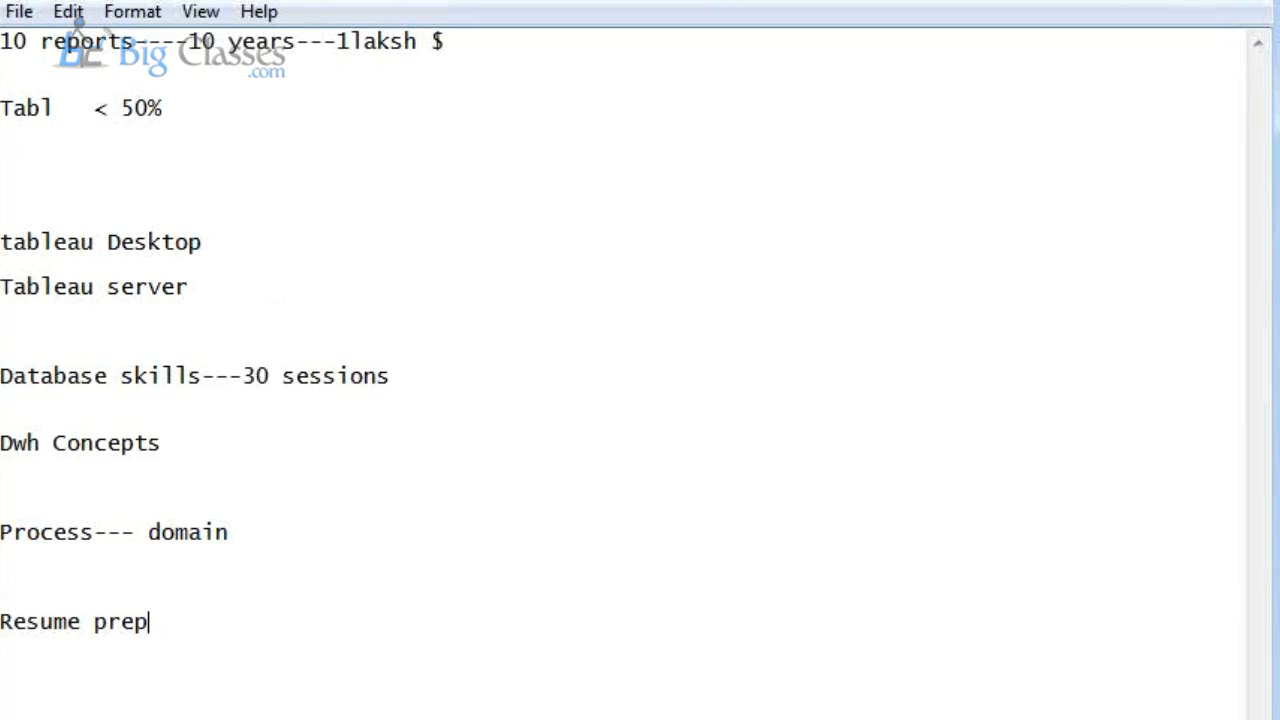 File Edit Format View Help
10 reports----10 years---1laksh $
Big Classes
.com
Tabl < 50%
tableau Desktop
Tableau server
Database skills---30 sessions
Dwh Concepts
Process--- domain
Resume prep